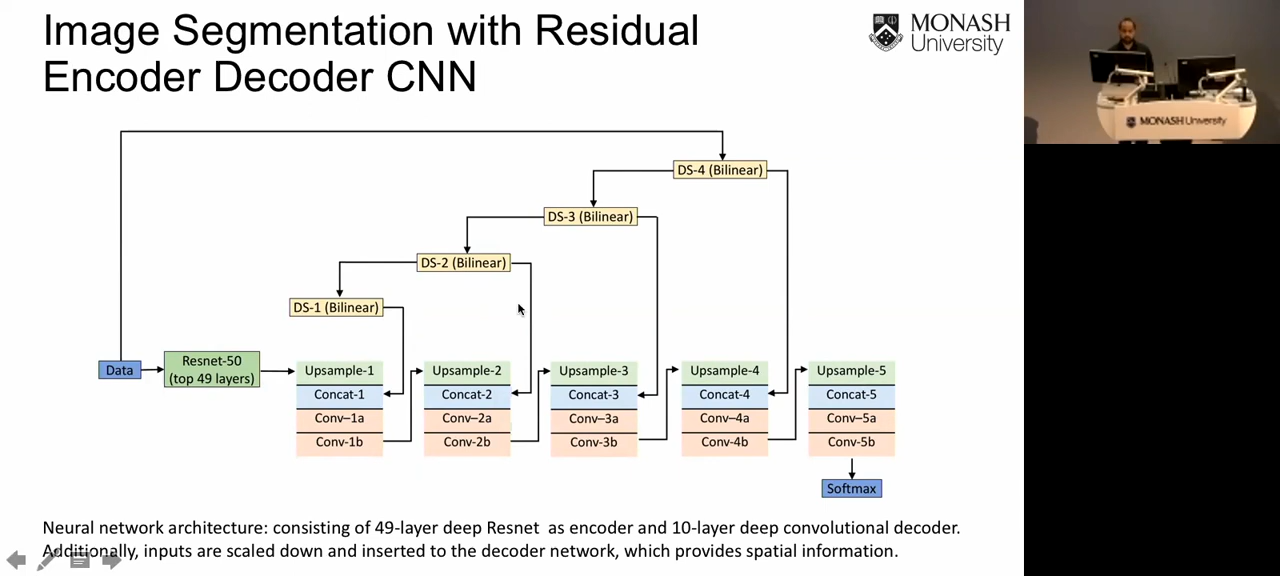 Image Segmentation with Residual
Encoder Decoder CNN
MONASH
University
MONASH University
DS-4 (Bilinear)
DS-3 (Bilinear)
DS-2 (Bilinear)
DS-1 (Bilinear)
Data
Resnet-50
(top 49 layers)
Upsample-1
Upsample-2
Upsample-3
Upsample-4
Upsample-5
Concat-1
Concat-2
Concat-3
Concat-4
Concat-5
Conv–1a
Conv–2a
Conv–3a
Conv–4a
Conv–5a
Conv-1b
Conv-2b
Conv-3b
Conv-4b
Conv-5b
Softmax
Neural network architecture: consisting of 49-layer deep Resnet as encoder and 10-layer deep convolutional decoder.
Additionally, inputs are scaled down and inserted to the decoder network, which provides spatial information.